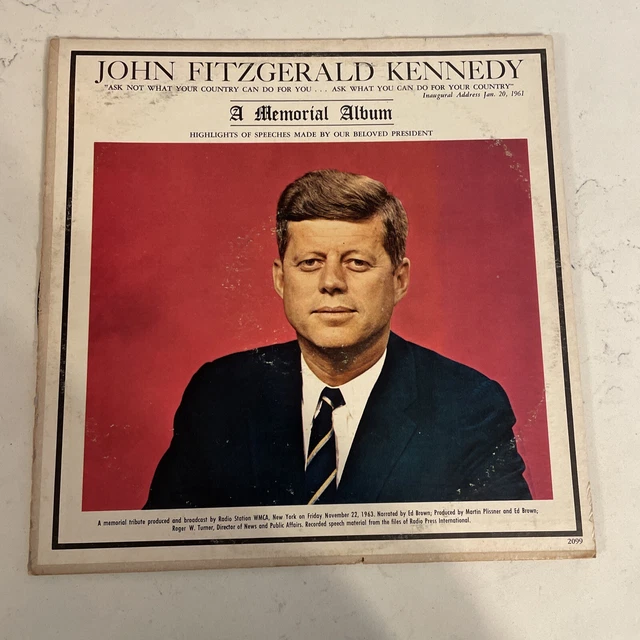 JOHN FITZGERALD KENNEDY
"ASK NOT WHAT YOUR COUNTRY CAN DO FOR YOU . . . ASK WHAT YOU CAN DO FOR YOUR COUNTRY"
Inaugural Address Jan. 20, 1961
A Memorial Album
HIGHLIGHTS OF SPEECHES MADE BY OUR BELOVED PRESIDENT
A memorial tribute produced and broadcast by Radio Station WMCA, New York on Friday November 22, 1963. Narrated by Ed Brown; Produced by Martin Plissner and Ed Brown;
Roger W. Turner, Director of News and Public Affairs. Recorded speech material from the files of Radio Press International.
2099